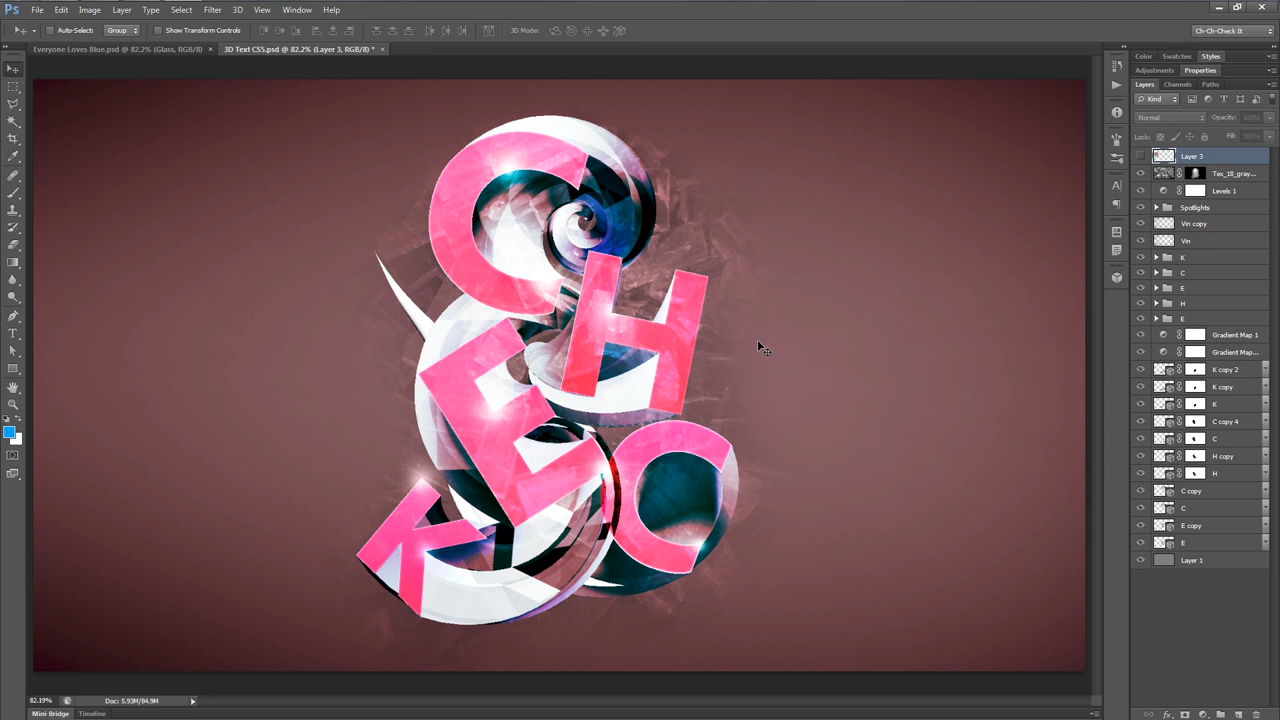 Ps File Edit Image Layer Type Select Filter 3D View Window Help
Auto-Select: Group Show Transform Controls 3D Mode: Ch-Ch-Check It
Everyone Loves Blue.psd @ 82.2% (Glass, RGB/8) × 3D Text CS5.psd @ 82.2% (Layer 3, RGB/8) * ×
Color Swatches Styles
Adjustments Properties
Layers Channels Paths
Kind
Normal Opacity: 100%
Lock: Fill: 100%
Layer 3
Tex_18_gray...
Levels 1
Spotlights
Vin copy
Vin
K
C
E
H
E
Gradient Map 1
Gradient Map...
K copy 2
K copy
K
C copy 4
C
H copy
H
C copy
C
E copy
E
Layer 1
C
H
E
C
K
82.19% Doc: 5.93M/84.9M
Mini Bridge Timeline